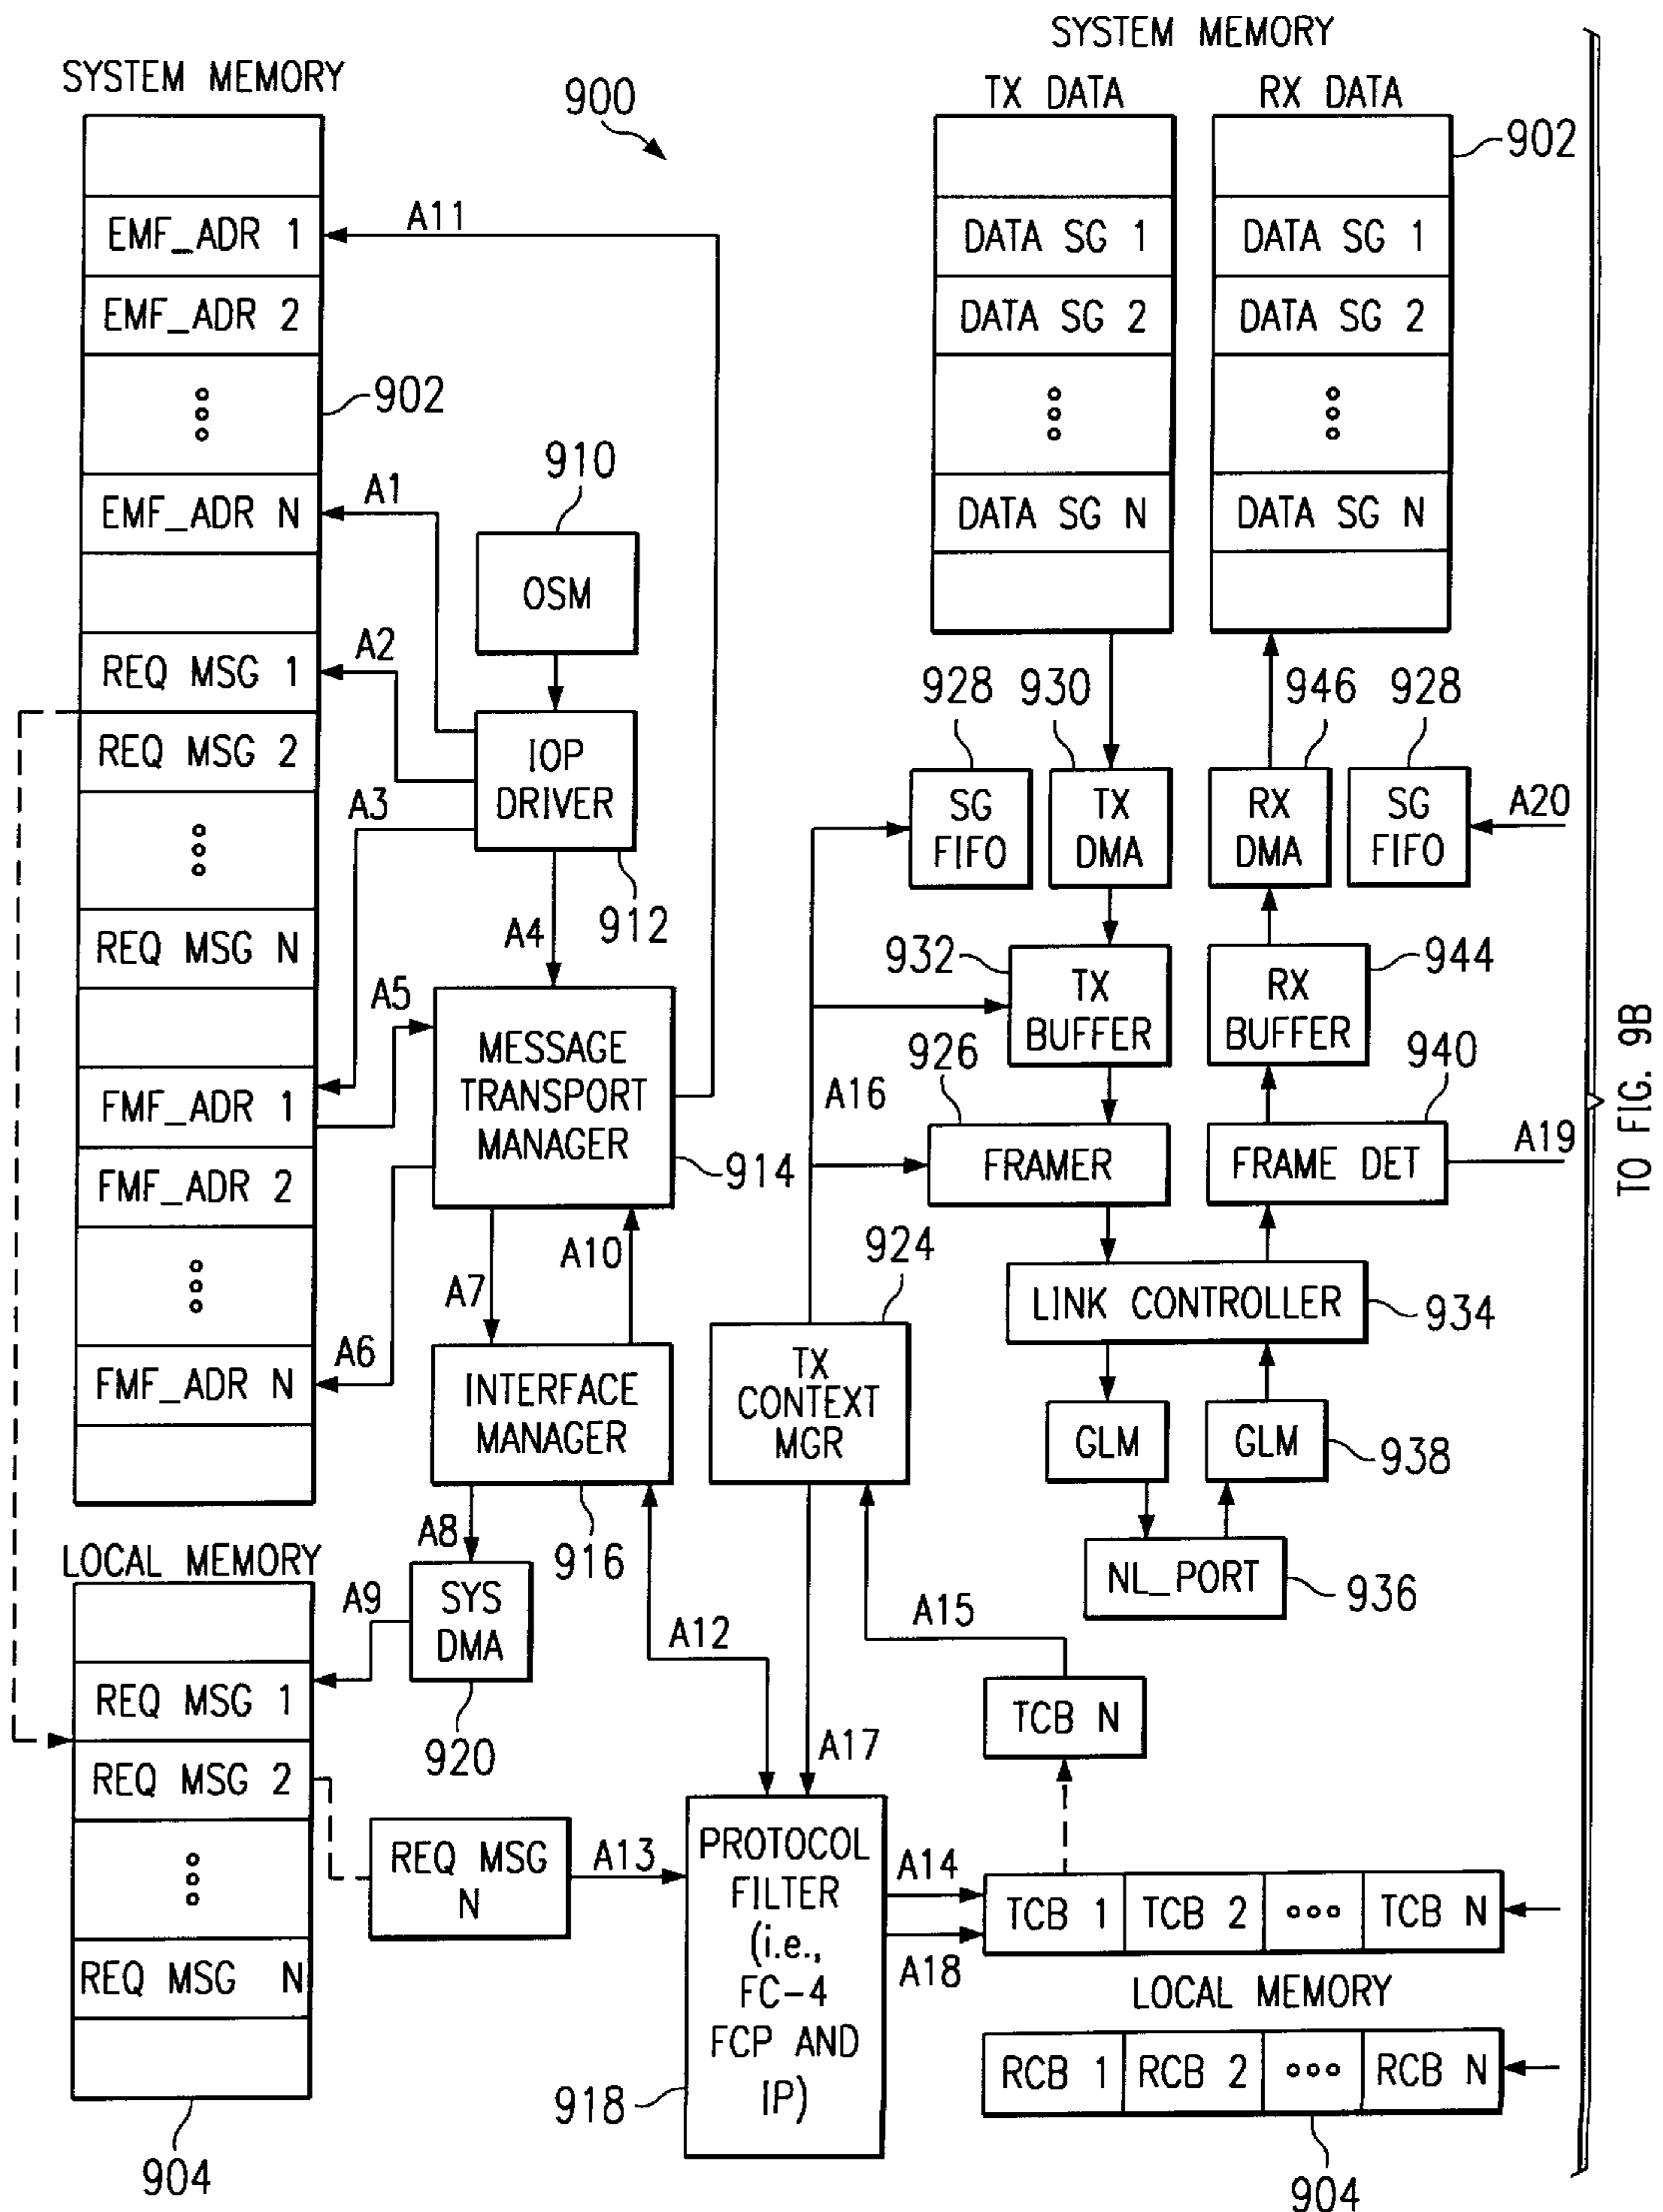 SYSTEM MEMORY
EMF_ADR 1
EMF_ADR 2
902
EMF_ADR N
REQ MSG 1
REQ MSG 2
REQ MSG N
FMF_ADR 1
FMF_ADR 2
FMF_ADR N
900
A11
A1
A2
A3
910
OSM
IOP
DRIVER
912
A4
A5
MESSAGE
TRANSPORT
MANAGER
914
A6
A7
A10
INTERFACE
MANAGER
916
A8
A9
SYS
DMA
920
LOCAL MEMORY
REQ MSG 1
REQ MSG 2
REQ MSG N
904
REQ MSG
N
A13
A12
A17
PROTOCOL
FILTER
(i.e.,
FC-4
FCP AND
IP)
918
A14
A18
SYSTEM MEMORY
TX DATA
RX DATA
902
DATA SG 1
DATA SG 1
DATA SG 2
DATA SG 2
DATA SG N
DATA SG N
928
930
946
928
SG
FIFO
TX
DMA
RX
DMA
SG
FIFO
A20
932
TX
BUFFER
RX
BUFFER
944
A16
926
FRAMER
FRAME DET
940
A19
924
TX
CONTEXT
MGR
LINK CONTROLLER
934
GLM
GLM
938
NL_PORT
936
A15
TCB N
TCB 1
TCB 2
TCB N
LOCAL MEMORY
RCB 1
RCB 2
RCB N
904
TO FIG. 9B